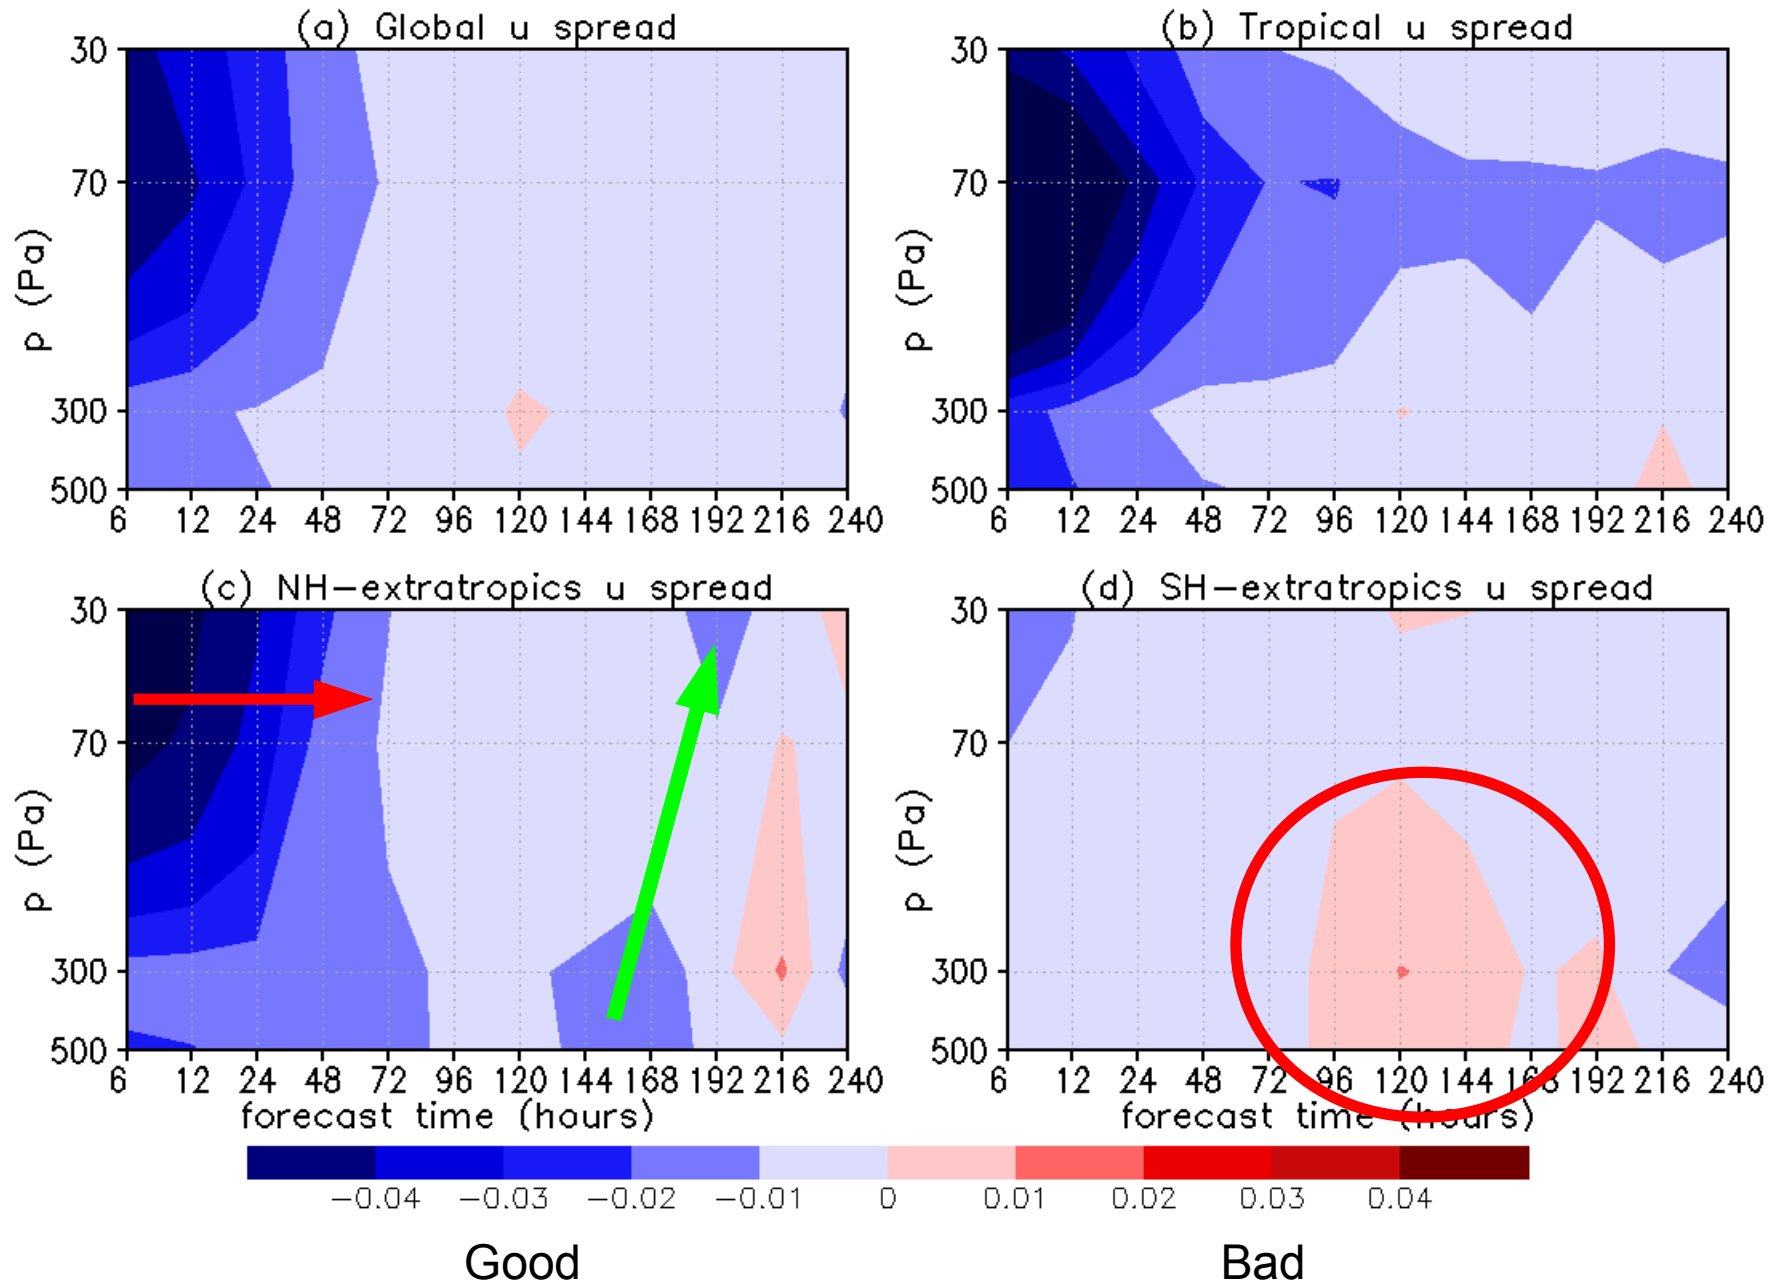 (a) Global u spread
(b) Tropical u spread
30
70
300
500
p (Pa)
6 12 24 48 72 96 120 144 168 192 216 240
30
70
300
500
p (Pa)
6 12 24 48 72 96 120 144 168 192 216 240
(c) NH-extratropics u spread
(d) SH-extratropics u spread
30
70
300
500
p (Pa)
6 12 24 48 72 96 120 144 168 192 216 240
forecast time (hours)
30
70
300
500
p (Pa)
6 12 24 48 72 96 120 144 168 192 216 240
forecast time (hours)
-0.04 -0.03 -0.02 -0.01 0 0.01 0.02 0.03 0.04
Good Bad